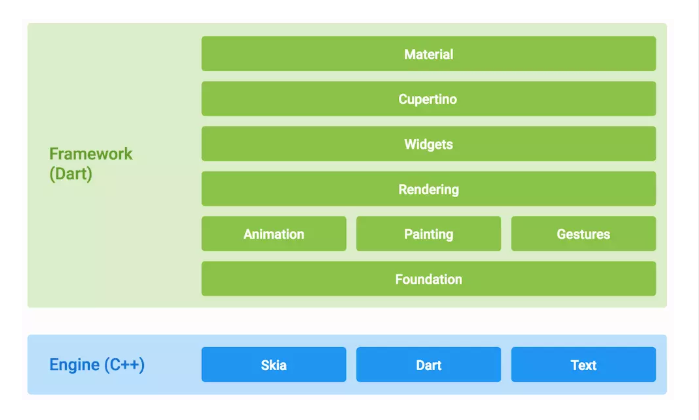 Material
Cupertino
Widgets
Framework
(Dart)
Rendering
Animation Painting Gestures
Foundation
Engine (C++) Skia Dart Text